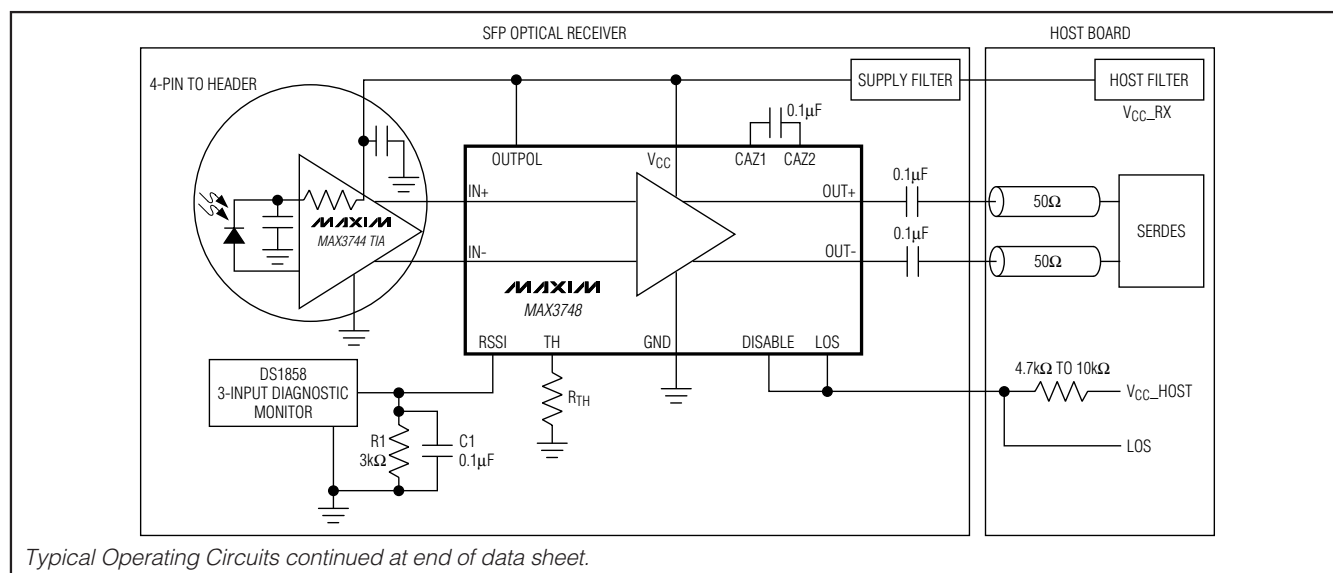 SFP OPTICAL RECEIVER
HOST BOARD
4-PIN TO HEADER
SUPPLY FILTER
HOST FILTER
VCC_RX
0.1μF
OUTPOL
VCC
CAZ1
CAZ2
IN+
OUT+
0.1μF
50Ω
MAXIM
MAX3744 TIA
SERDES
IN-
OUT-
0.1μF
50Ω
MAXIM
MAX3748
RSSI
TH
GND
DISABLE
LOS
DS1858
3-INPUT DIAGNOSTIC
MONITOR
RTH
4.7kΩ TO 10kΩ
VCC_HOST
R1
3kΩ
C1
0.1μF
LOS
Typical Operating Circuits continued at end of data sheet.